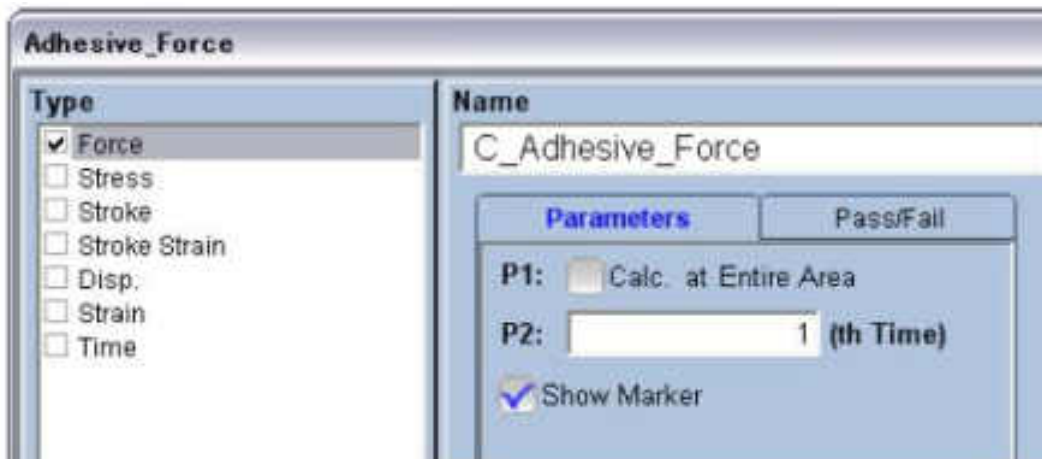 Adhesive_Force
Type
Force
Stress
Stroke
Stroke Strain
Disp.
Strain
Time
Name
C_Adhesive_Force
Parameters
Pass/Fail
P1: Calc. at Entire Area
P2: 1 (th Time)
Show Marker